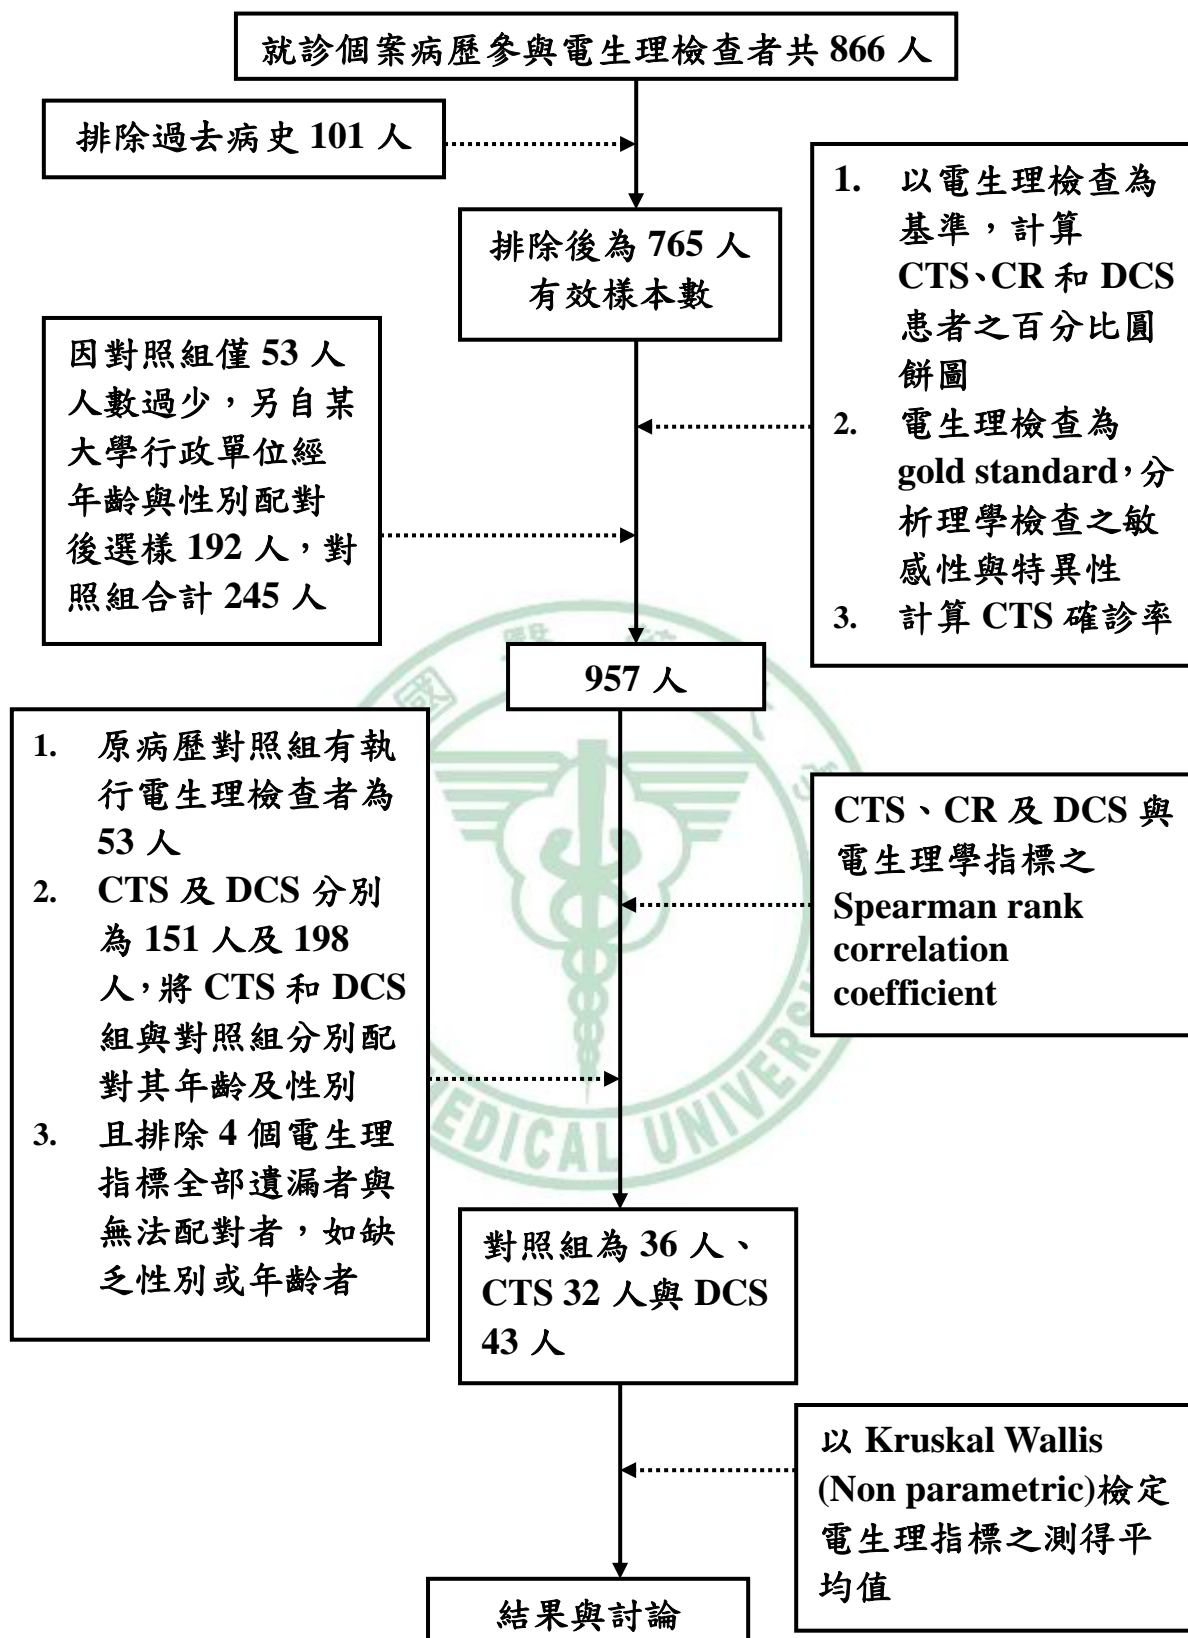 就診個案病歷參與電生理檢查者共 866 人
排除過去病史 101 人
排除後為 765 人
有效樣本數
1. 以電生理檢查為
基準，計算
CTS、CR 和 DCS
患者之百分比圓
餅圖
2. 電生理檢查為
gold standard，分
析理學檢查之敏
感性與特異性
3. 計算 CTS 確診率
因對照組僅 53 人
人數過少，另自某
大學行政單位經
年齡與性別配對
後選樣 192 人，對
照組合計 245 人
957 人
1. 原病歷對照組有執
行電生理檢查者為
53 人
2. CTS 及 DCS 分別
為 151 人及 198
人，將 CTS 和 DCS
組與對照組分別配
對其年齡及性別
3. 且排除 4 個電生理
指標全部遺漏者與
無法配對者，如缺
乏性別或年齡者
CTS、CR 及 DCS 與
電生理學指標之
Spearman rank
correlation
coefficient
對照組為 36 人、
CTS 32 人與 DCS
43 人
以 Kruskal Wallis
(Non parametric)檢定
電生理指標之測得平
均值
結果與討論
國
EDICAL UNIVERSI